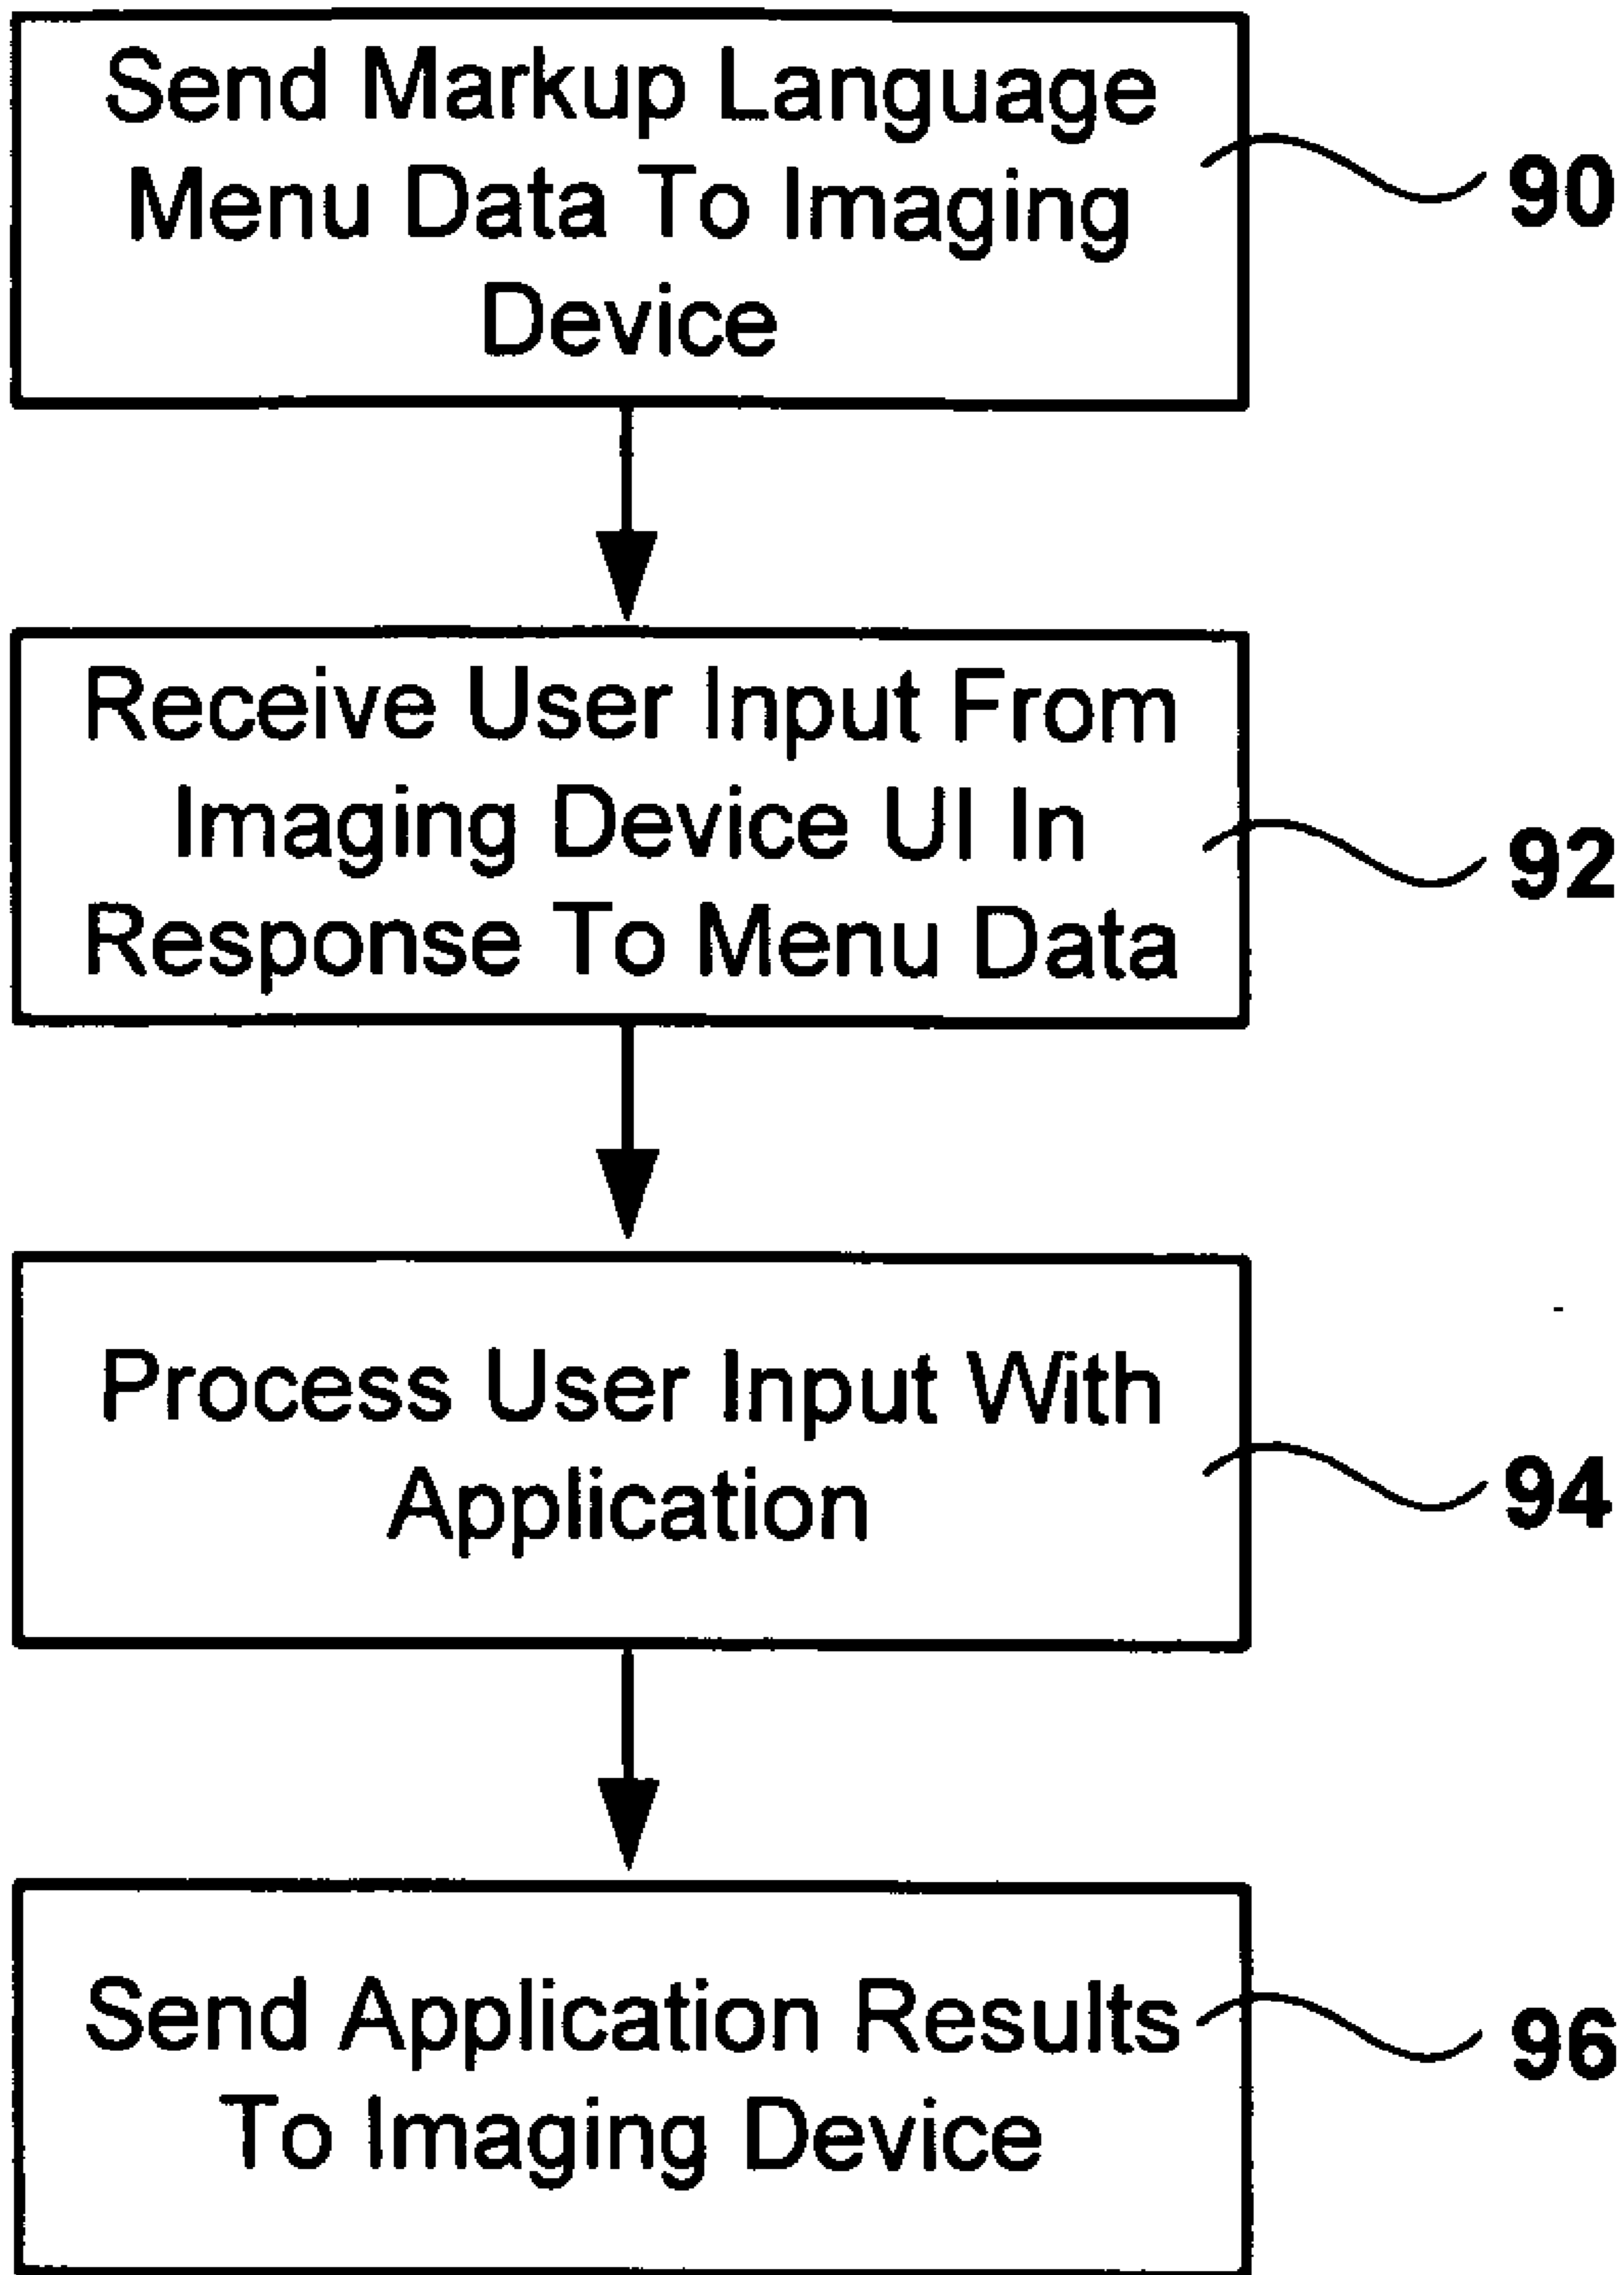 Send Markup Language
Menu Data To Imaging
Device
90
Receive User Input From
Imaging Device UI In
Response To Menu Data
92
Process User Input With
Application
94
Send Application Results
To Imaging Device
96